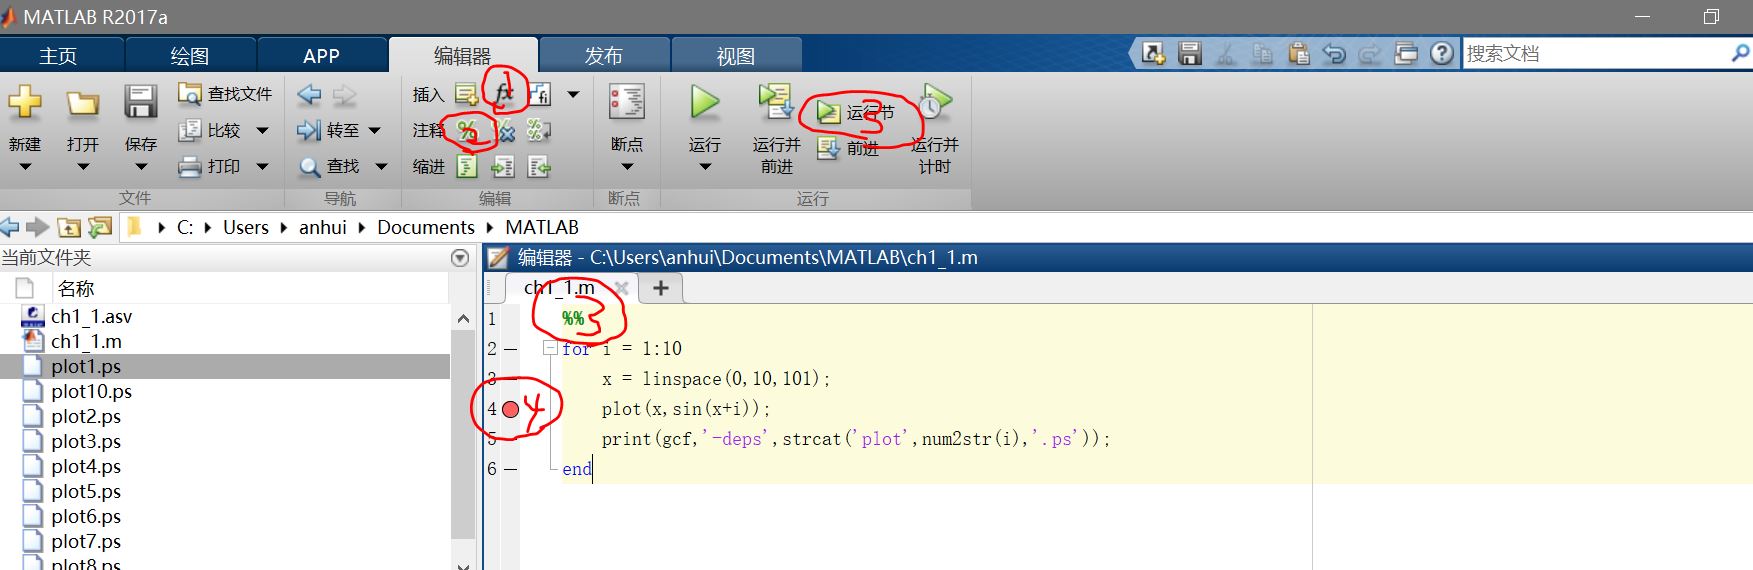 MATLAB R2017a
主页 绘图 APP 编辑器 发布 视图 搜索文档
查找文件 插入 fx fi 1
比较 转至 注释 % 2 运行节 3
新建 打开 保存 断点 运行 运行并前进 运行并计时
打印 查找 缩进 前进
文件 导航 编辑 断点 运行
C: Users anhui Documents MATLAB
当前文件夹
编辑器 - C:\Users\anhui\Documents\MATLAB\ch1_1.m
名称
ch1_1.m
ch1_1.asv
ch1_1.m
plot1.ps
plot10.ps
plot2.ps
plot3.ps
plot4.ps
plot5.ps
plot6.ps
plot7.ps
plot8.ps
1 %% 3
2 for i = 1:10
3 x = linspace(0,10,101);
4 4 plot(x,sin(x+i));
5 print(gcf,'-deps',strcat('plot',num2str(i),'.ps'));
6 end